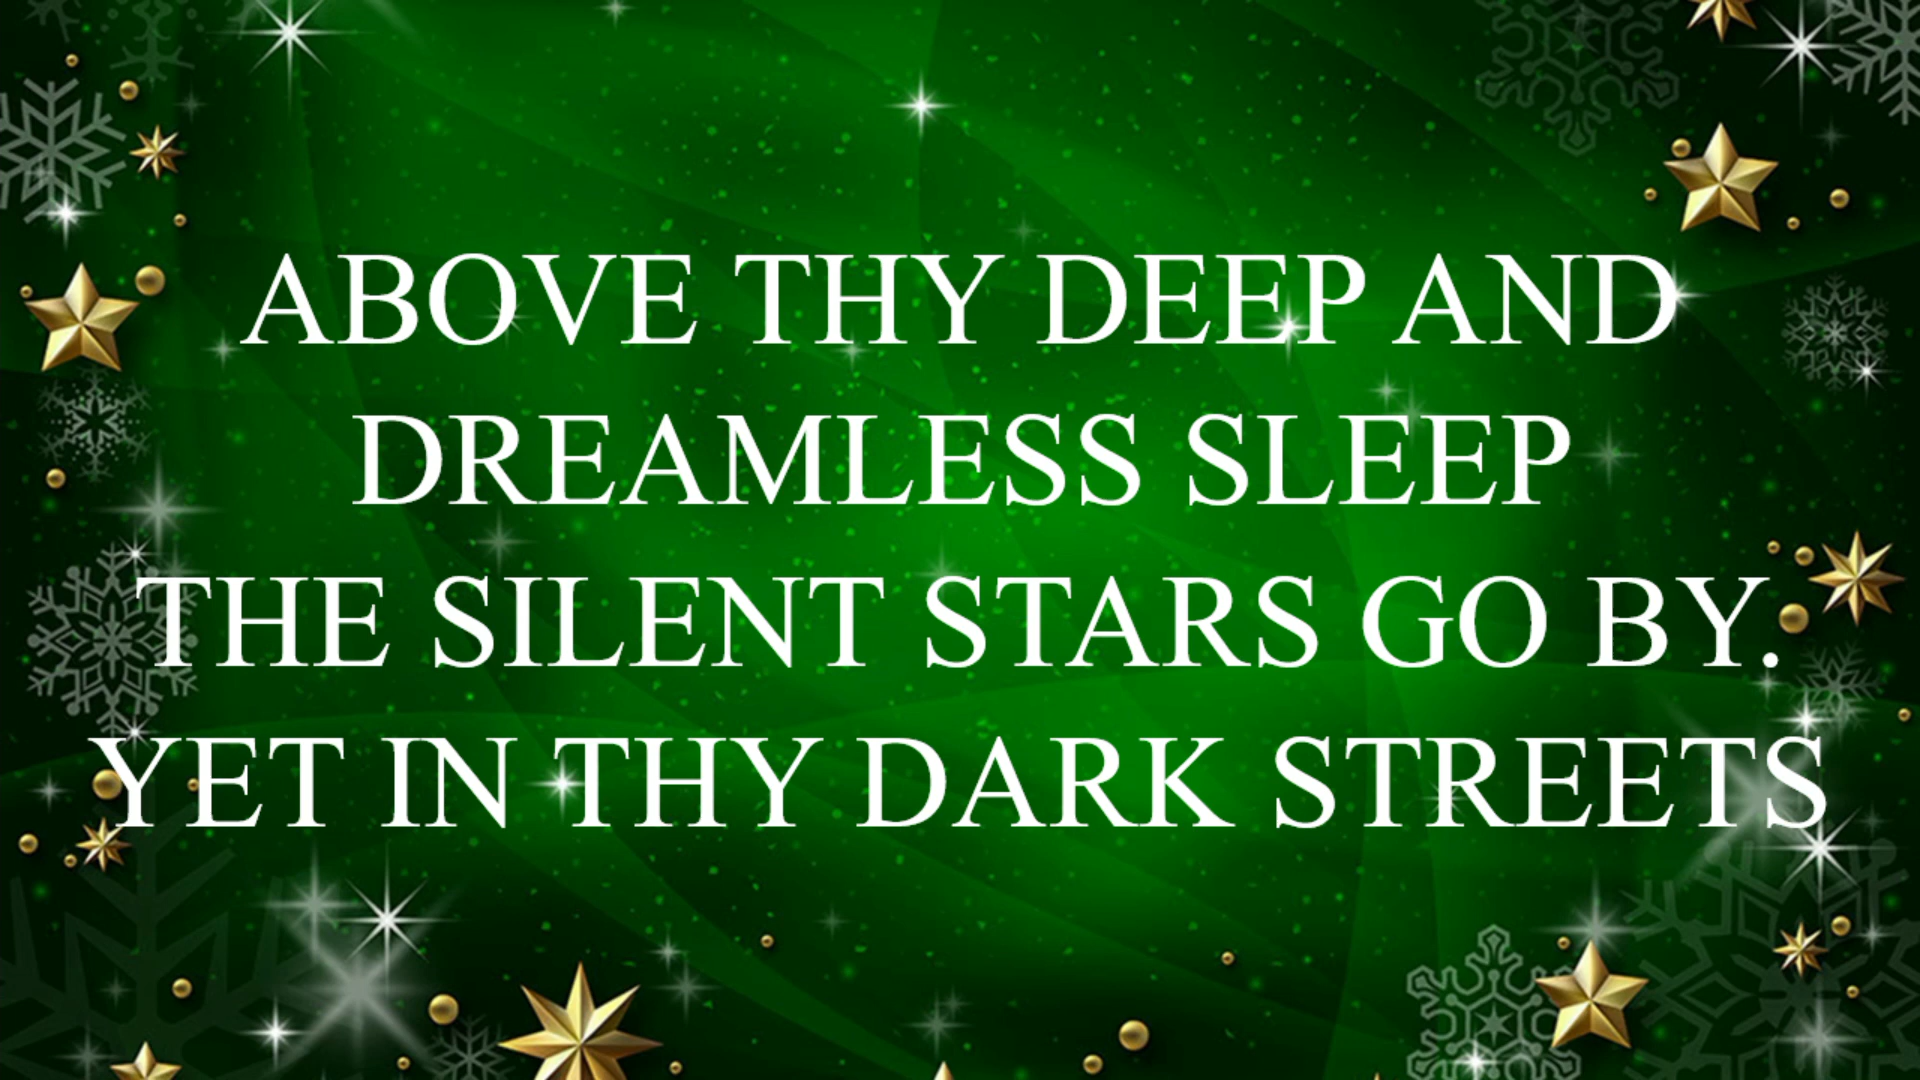 ABOVE THY DEEP AND
DREAMLESS SLEEP
THE SILENT STARS GO BY.
YET IN THY DARK STREETS